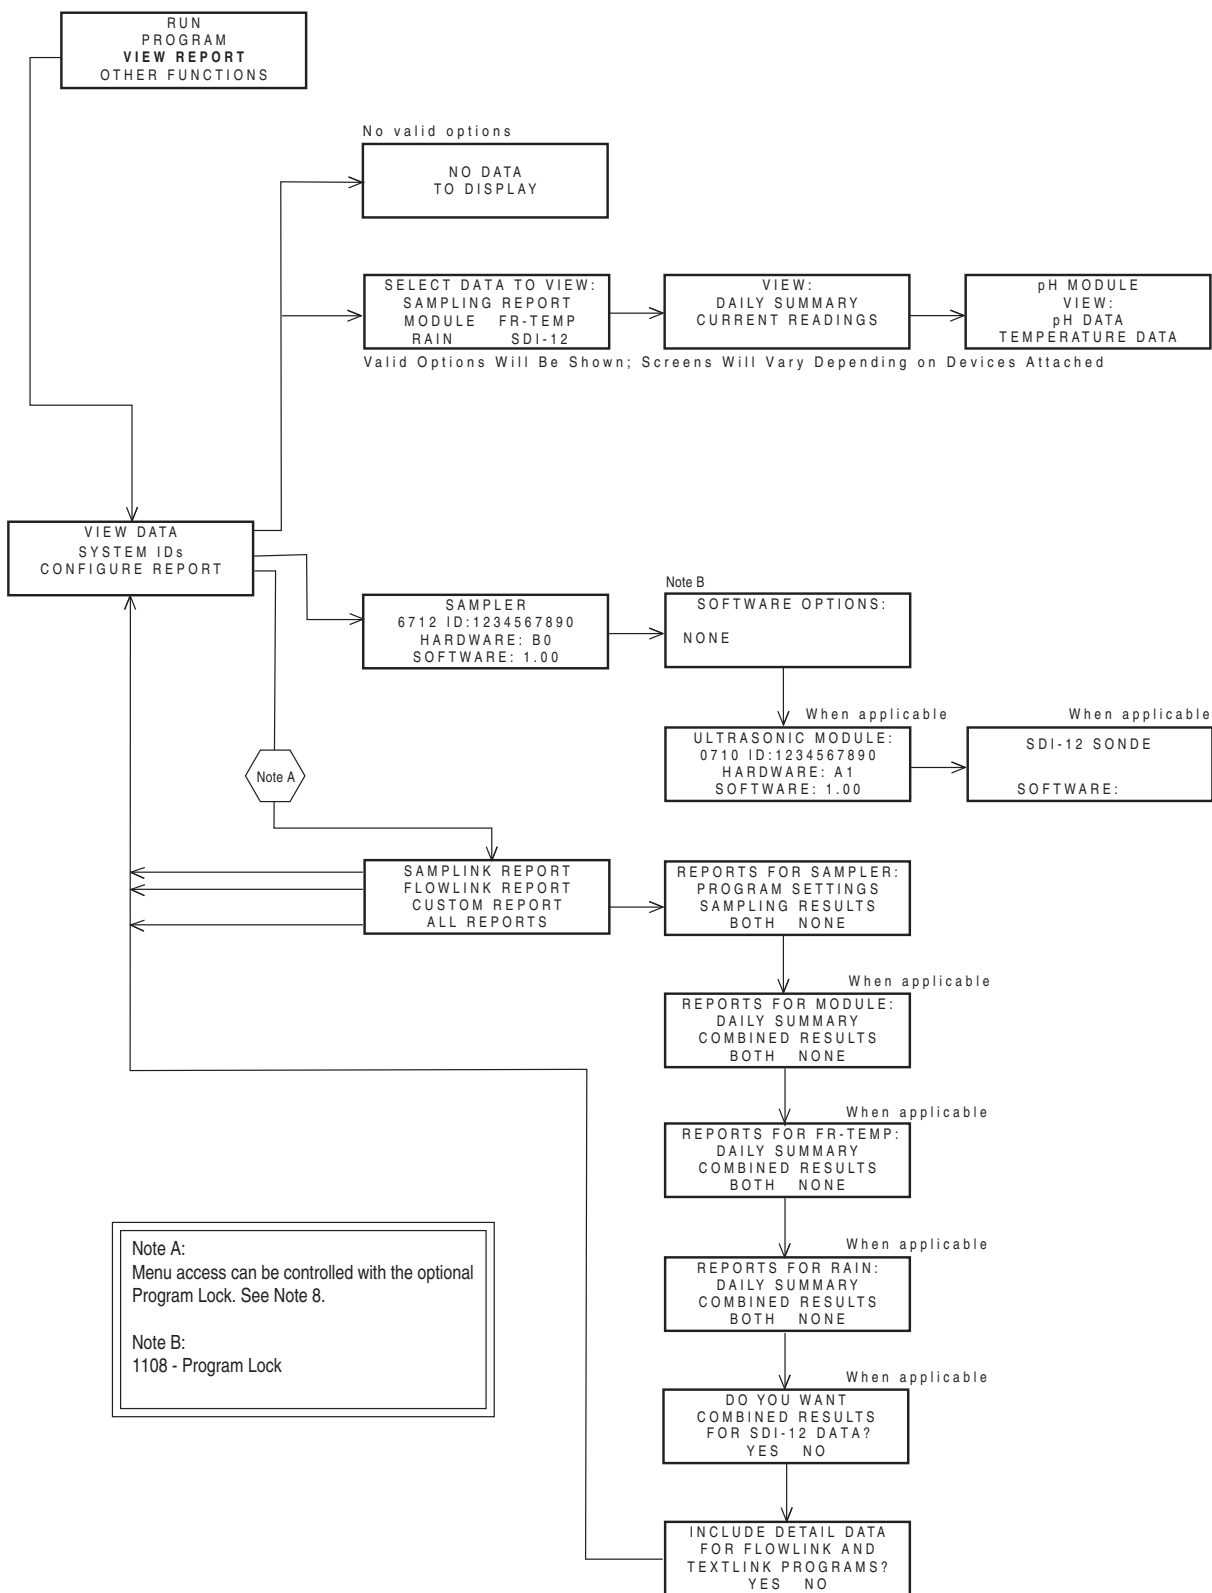 RUN
PROGRAM
VIEW REPORT
OTHER FUNCTIONS
No valid options
NO DATA
TO DISPLAY
SELECT DATA TO VIEW:
SAMPLING REPORT
MODULE FR-TEMP
RAIN SDI-12
VIEW:
DAILY SUMMARY
CURRENT READINGS
pH MODULE
VIEW:
pH DATA
TEMPERATURE DATA
Valid Options Will Be Shown; Screens Will Vary Depending on Devices Attached
VIEW DATA
SYSTEM IDs
CONFIGURE REPORT
SAMPLER
6712 ID:1234567890
HARDWARE: B0
SOFTWARE: 1.00
Note B
SOFTWARE OPTIONS:
NONE
When applicable
ULTRASONIC MODULE:
0710 ID:1234567890
HARDWARE: A1
SOFTWARE: 1.00
When applicable
SDI-12 SONDE
SOFTWARE:
Note A
SAMPLINK REPORT
FLOWLINK REPORT
CUSTOM REPORT
ALL REPORTS
REPORTS FOR SAMPLER:
PROGRAM SETTINGS
SAMPLING RESULTS
BOTH NONE
When applicable
REPORTS FOR MODULE:
DAILY SUMMARY
COMBINED RESULTS
BOTH NONE
When applicable
REPORTS FOR FR-TEMP:
DAILY SUMMARY
COMBINED RESULTS
BOTH NONE
When applicable
REPORTS FOR RAIN:
DAILY SUMMARY
COMBINED RESULTS
BOTH NONE
When applicable
DO YOU WANT
COMBINED RESULTS
FOR SDI-12 DATA?
YES NO
INCLUDE DETAIL DATA
FOR FLOWLINK AND
TEXTLINK PROGRAMS?
YES NO
Note A:
Menu access can be controlled with the optional
Program Lock. See Note 8.
Note B:
1108 - Program Lock